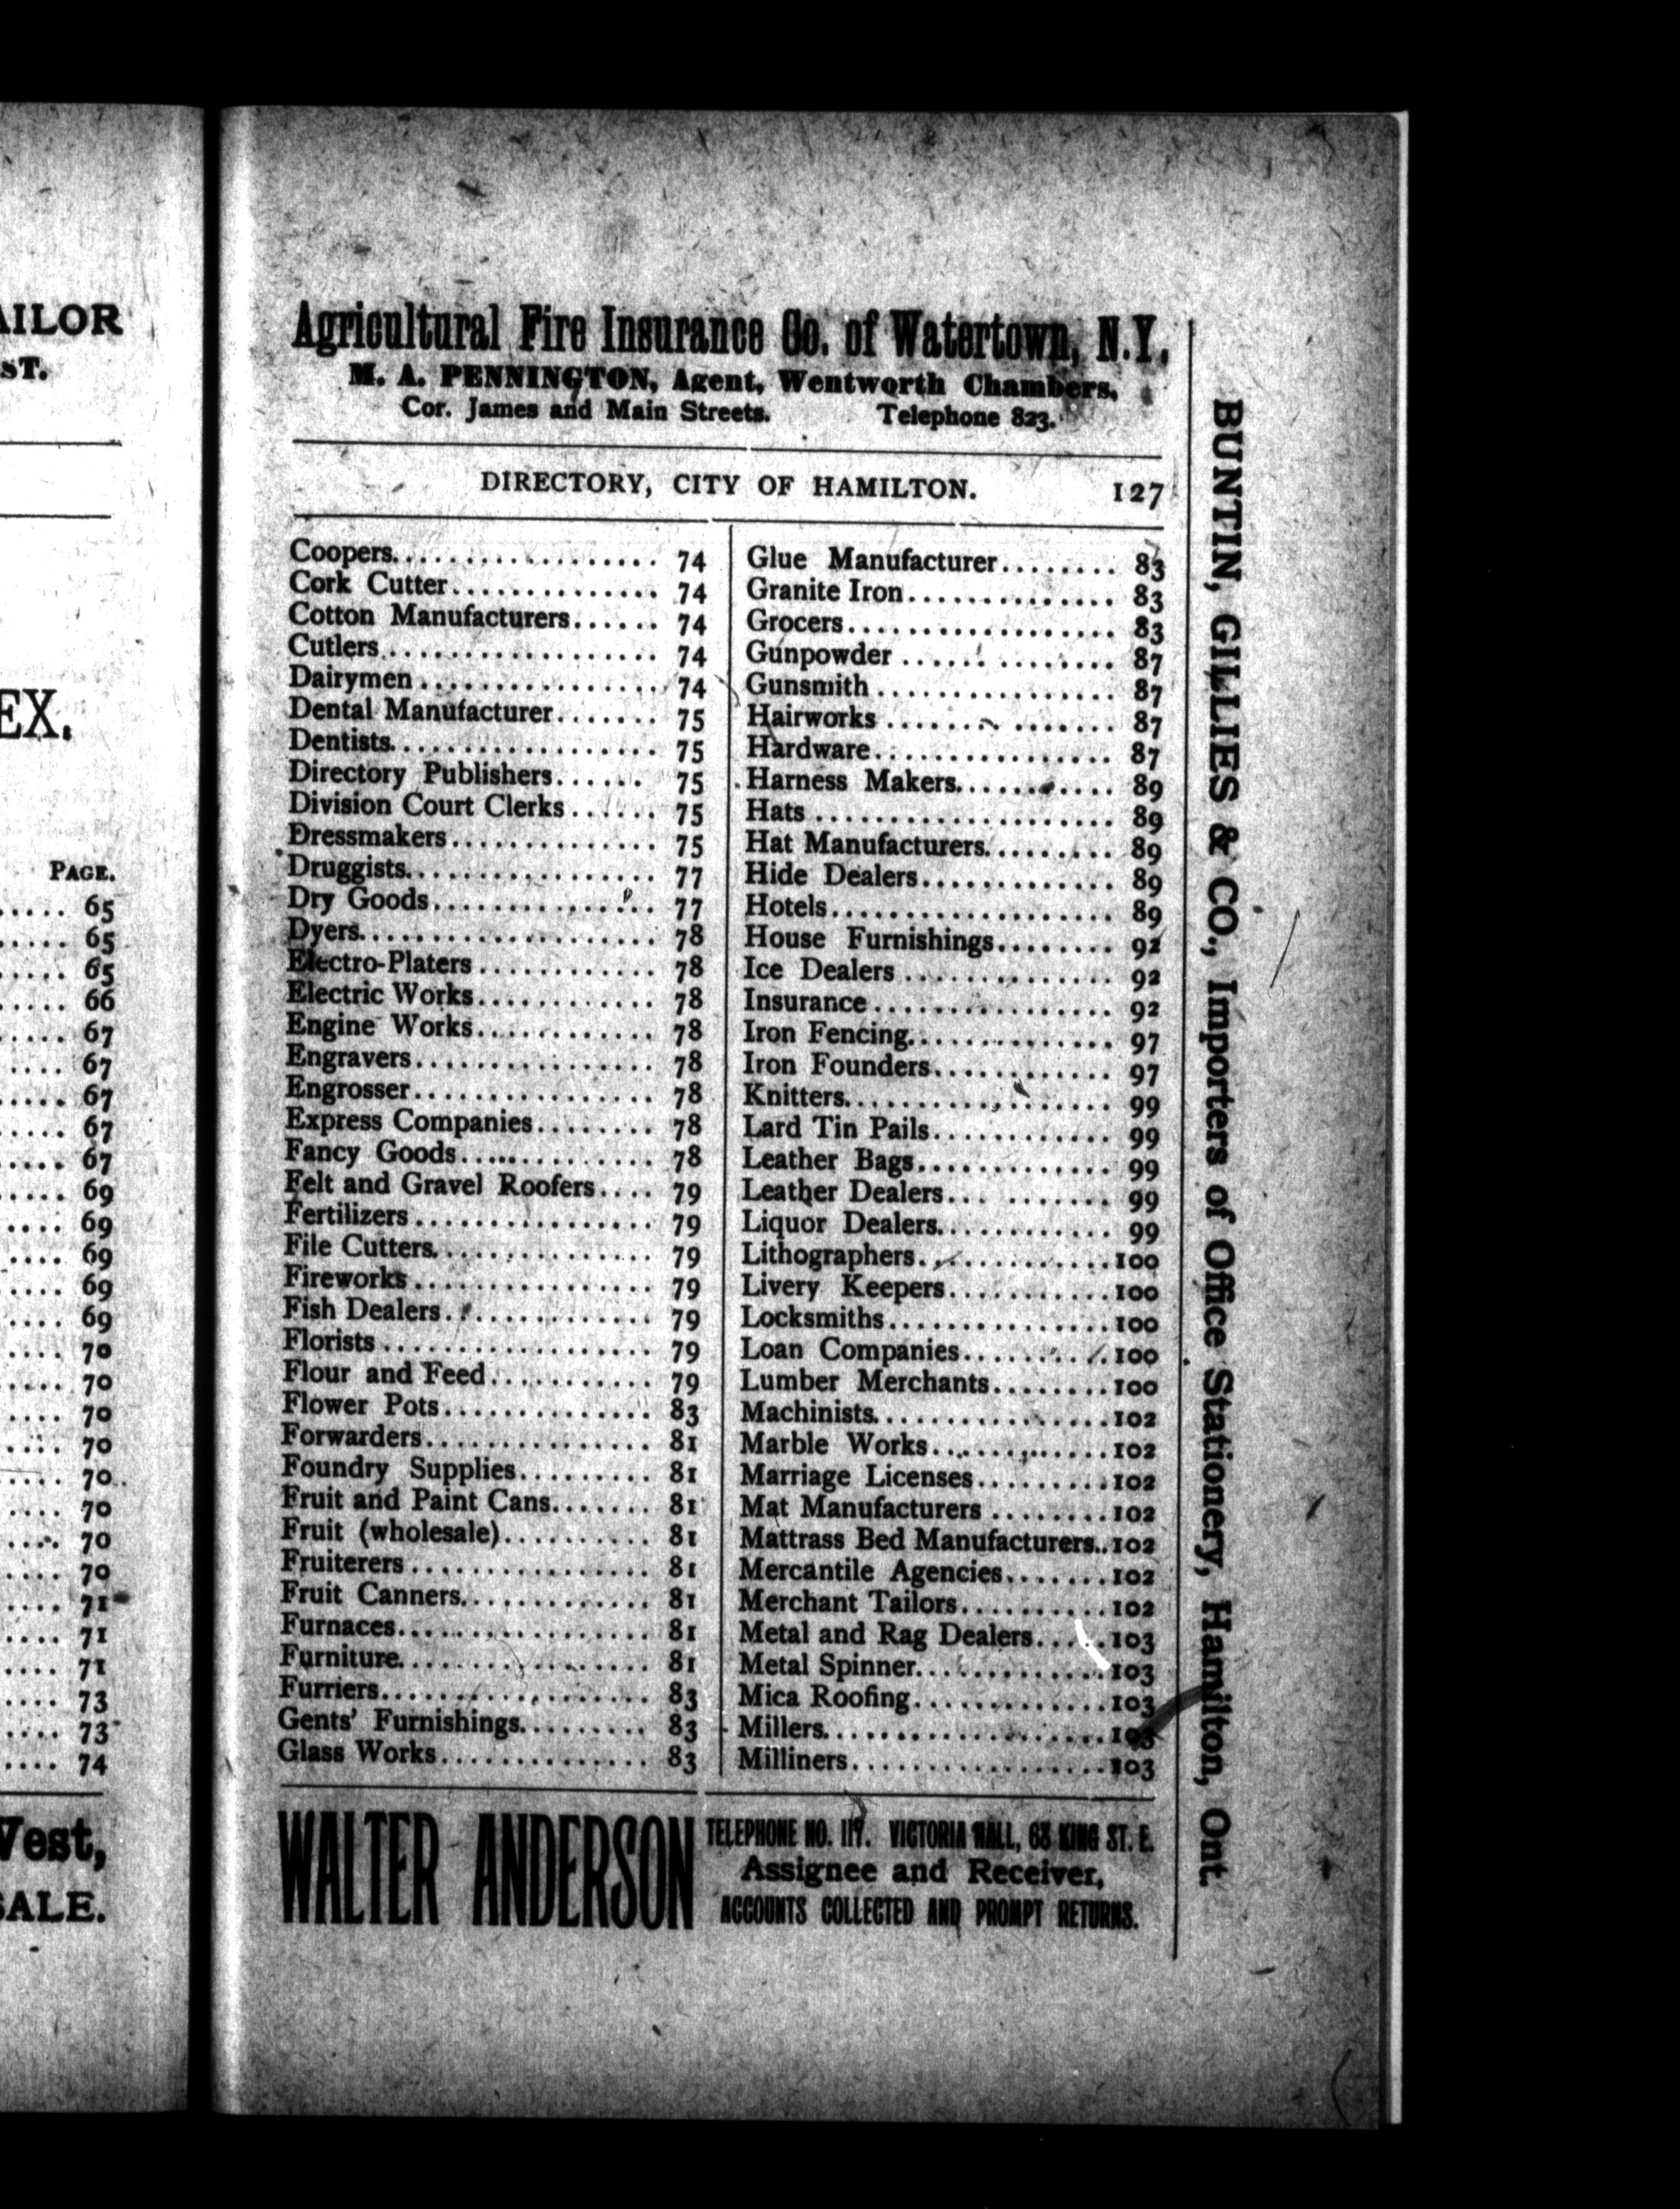 AILOR
ST.
EX.
PAGE.
..... 65
..... 65
..... 65
..... 66
..... 67
..... 67
..... 67
..... 67
..... 67
..... 69
..... 69
..... 69
..... 69
..... 69
..... 70
..... 70
..... 70
..... 70
..... 70
..... 70
..... 70
..... 70
..... 71
..... 71
..... 71
..... 73
..... 73
..... 74
West,
SALE.
Agricultural Fire Insurance Co. of Watertown, N.Y.
M. A. PENNINGTON, Agent, Wentworth Chambers,
Cor. James and Main Streets. Telephone 823.
DIRECTORY, CITY OF HAMILTON. 127
Coopers.................. 74
Cork Cutter.............. 74
Cotton Manufacturers...... 74
Cutlers................... 74
Dairymen................. 74
Dental Manufacturer....... 75
Dentists.................. 75
Directory Publishers...... 75
Division Court Clerks...... 75
Dressmakers.............. 75
Druggists................. 77
Dry Goods............... 77
Dyers.................... 78
Electro-Platers............ 78
Electric Works............ 78
Engine Works............ 78
Engravers................ 78
Engrosser................ 78
Express Companies........ 78
Fancy Goods............. 78
Felt and Gravel Roofers.... 79
Fertilizers................ 79
File Cutters............... 79
Fireworks................ 79
Fish Dealers.............. 79
Florists.................. 79
Flour and Feed........... 79
Flower Pots.............. 83
Forwarders............... 81
Foundry Supplies......... 81
Fruit and Paint Cans....... 81
Fruit (wholesale).......... 81
Fruiterers................ 81
Fruit Canners............. 81
Furnaces................. 81
Furniture................. 81
Furriers.................. 83
Gents' Furnishings......... 83
Glass Works.............. 83
Glue Manufacturer........ 83
Granite Iron.............. 83
Grocers.................. 83
Gunpowder.............. 87
Gunsmith................ 87
Hairworks............... 87
Hardware................ 87
Harness Makers........... 89
Hats.................... 89
Hat Manufacturers......... 89
Hide Dealers............. 89
Hotels................... 89
House Furnishings........ 92
Ice Dealers.............. 92
Insurance................ 92
Iron Fencing.............. 97
Iron Founders............ 97
Knitters.................. 99
Lard Tin Pails............ 99
Leather Bags............. 99
Leather Dealers........... 99
Liquor Dealers............ 99
Lithographers.............100
Livery Keepers...........100
Locksmiths...............100
Loan Companies..........100
Lumber Merchants........100
Machinists................102
Marble Works............102
Marriage Licenses.........102
Mat Manufacturers........102
Mattrass Bed Manufacturers..102
Mercantile Agencies.......102
Merchant Tailors..........102
Metal and Rag Dealers......103
Metal Spinner.............103
Mica Roofing.............103
Millers...................
Milliners.................103
WALTER ANDERSON
TELEPHONE NO. 117. VICTORIA HALL, 68 KING ST. E.
Assignee and Receiver,
ACCOUNTS COLLECTED AND PROMPT RETURNS.
BUNTIN, GILLIES & CO., Importers of Office Stationery, Hamilton, Ont.